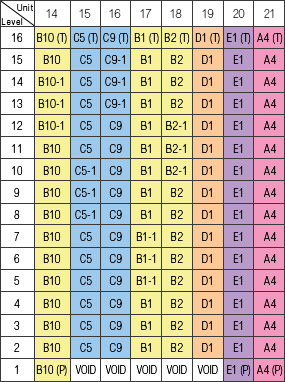 Unit
Level 14 15 16 17 18 19 20 21
16 B10 (T) C5 (T) C9 (T) B1 (T) B2 (T) D1 (T) E1 (T) A4 (T)
15 B10 C5 C9-1 B1 B2 D1 E1 A4
14 B10-1 C5 C9-1 B1 B2 D1 E1 A4
13 B10-1 C5 C9-1 B1 B2 D1 E1 A4
12 B10-1 C5 C9 B1 B2-1 D1 E1 A4
11 B10 C5 C9 B1 B2-1 D1 E1 A4
10 B10 C5-1 C9 B1 B2-1 D1 E1 A4
9 B10 C5-1 C9 B1 B2 D1 E1 A4
8 B10 C5-1 C9 B1 B2 D1 E1 A4
7 B10 C5 C9 B1-1 B2 D1 E1 A4
6 B10 C5 C9 B1-1 B2 D1 E1 A4
5 B10 C5 C9 B1-1 B2 D1 E1 A4
4 B10 C5 C9 B1 B2 D1 E1 A4
3 B10 C5 C9 B1 B2 D1 E1 A4
2 B10 C5 C9 B1 B2 D1 E1 A4
1 B10 (P) VOID VOID VOID VOID VOID E1 (P) A4 (P)